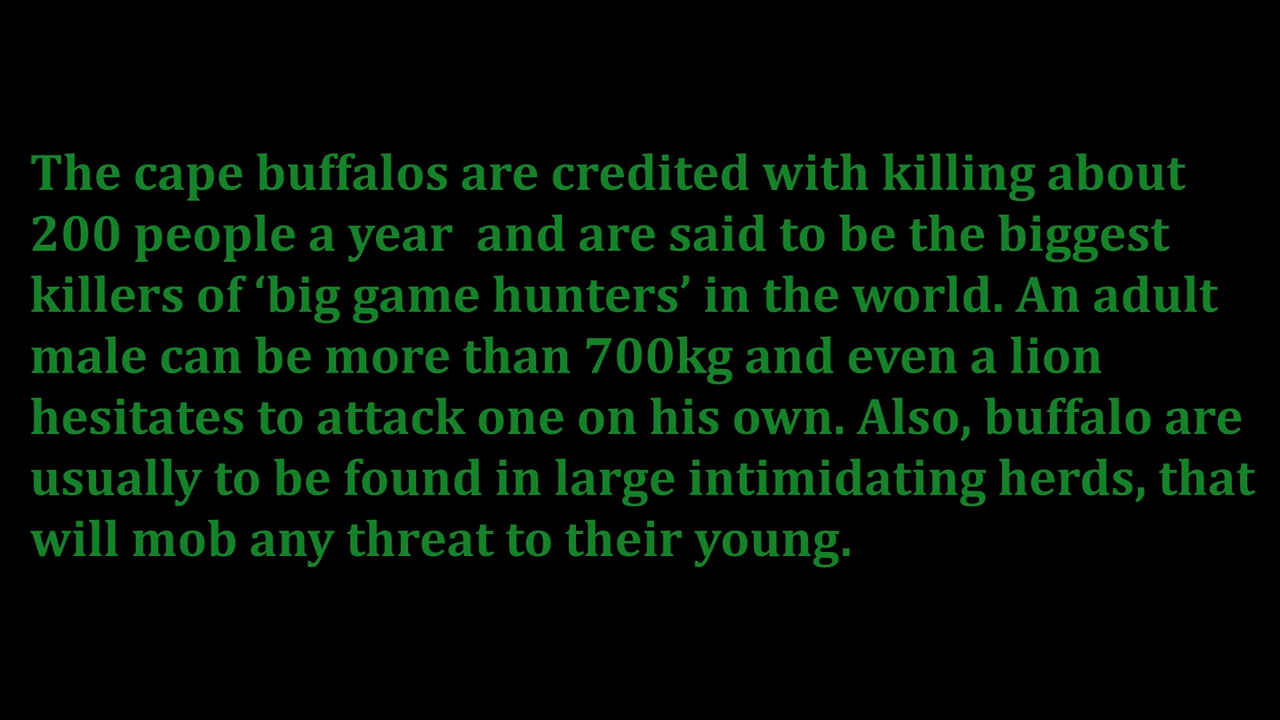 The cape buffalos are credited with killing about
200 people a year  and are said to be the biggest
killers of ‘big game hunters’ in the world. An adult
male can be more than 700kg and even a lion
hesitates to attack one on his own. Also, buffalo are
usually to be found in large intimidating herds, that
will mob any threat to their young.